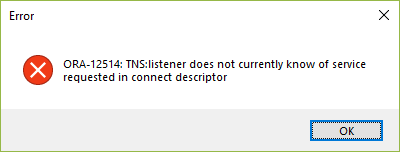 Error
ORA-12514: TNS:listener does not currently know of service
requested in connect descriptor
OK